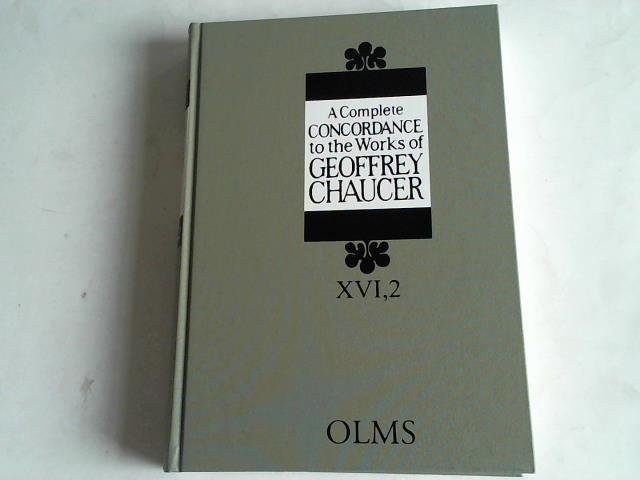 A Complete
CONCORDANCE
to the Works of
GEOFFREY
CHAUCER
XVI,2
OLMS